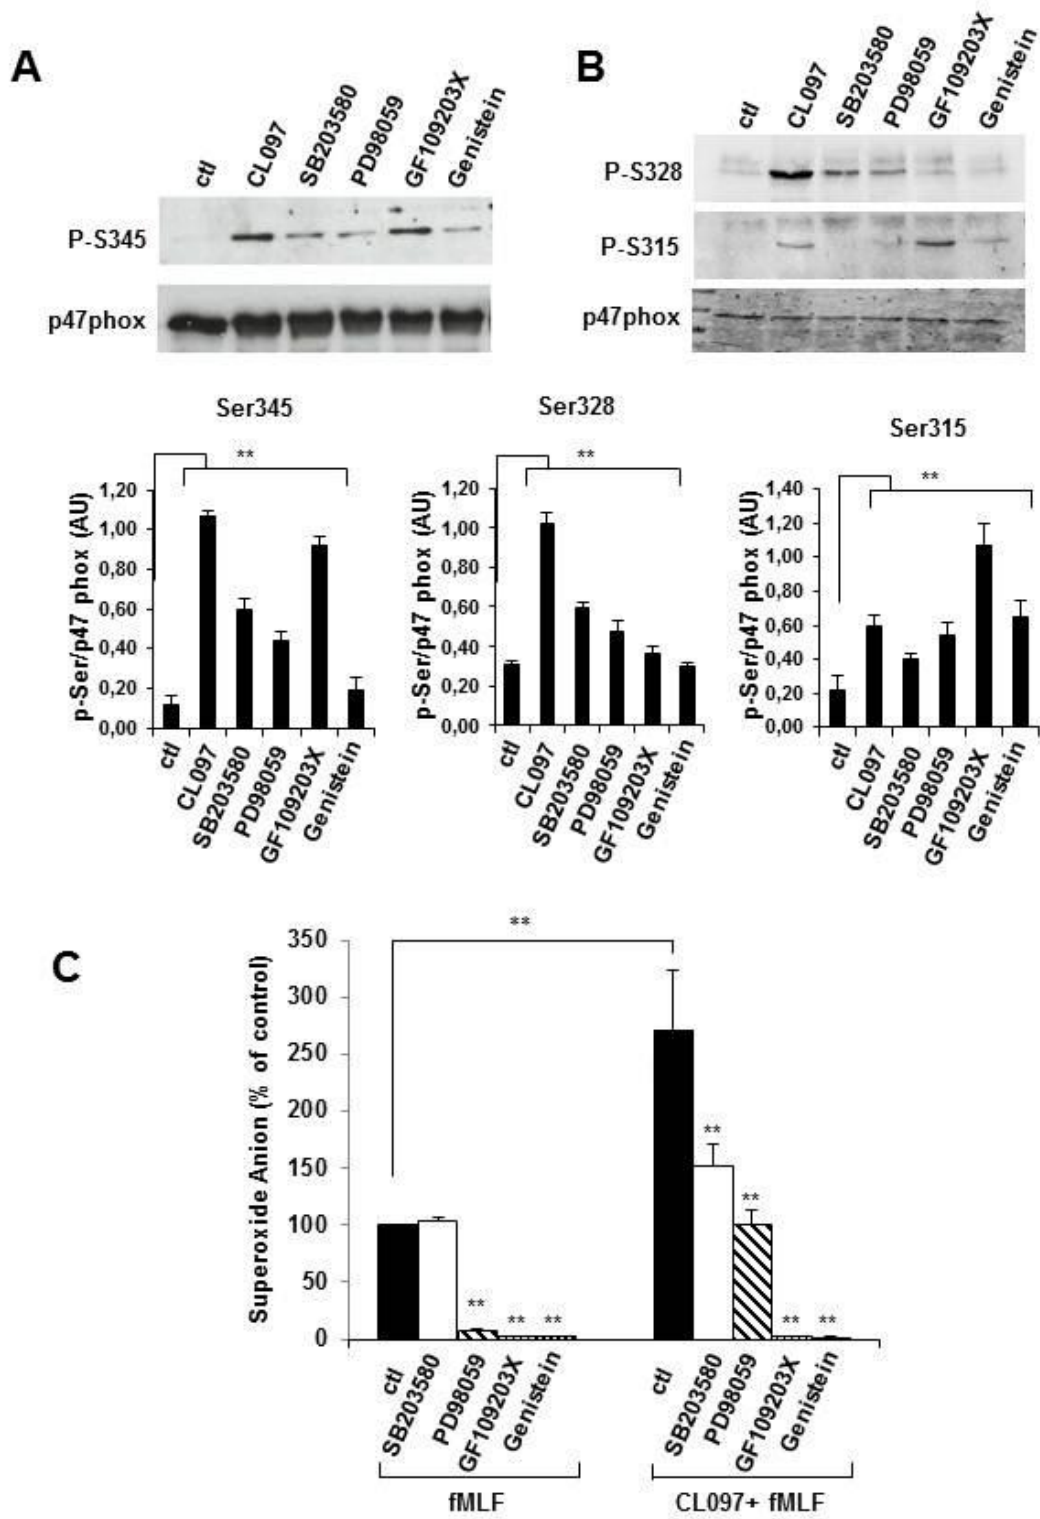 A
ctl CL097 SB203580 PD98059 GF109203X Genistein
P-S345
p47phox
B
ctl CL097 SB203580 PD98059 GF109203X Genistein
P-S328
P-S315
p47phox
Ser345
**
p-Ser/p47 phox (AU)
1,20
1,00
0,80
0,60
0,40
0,20
0,00
ctl CL097 SB203580 PD98059 GF109203X Genistein
Ser328
**
p-Ser/p47 phox (AU)
1,20
1,00
0,80
0,60
0,40
0,20
0,00
ctl CL097 SB203580 PD98059 GF109203X Genistein
Ser315
**
p-Ser/p47 phox (AU)
1,40
1,20
1,00
0,80
0,60
0,40
0,20
0,00
ctl CL097 SB203580 PD98059 GF109203X Genistein
C
**
Superoxide Anion (% of control)
350
300
250
200
150
100
50
0
** ** **
** ** ** **
ctl SB203580 PD98059 GF109203X Genistein
ctl SB203580 PD98059 GF109203X Genistein
fMLF
CL097+ fMLF